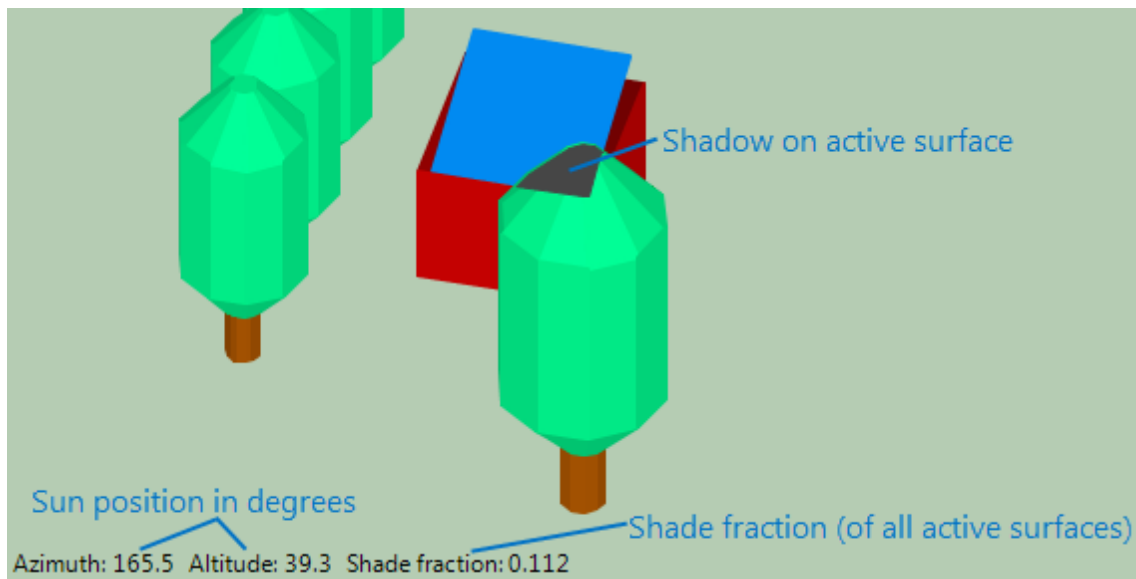 Shadow on active surface
Sun position in degrees
Shade fraction (of all active surfaces)
Azimuth: 165.5 Altitude: 39.3 Shade fraction: 0.112